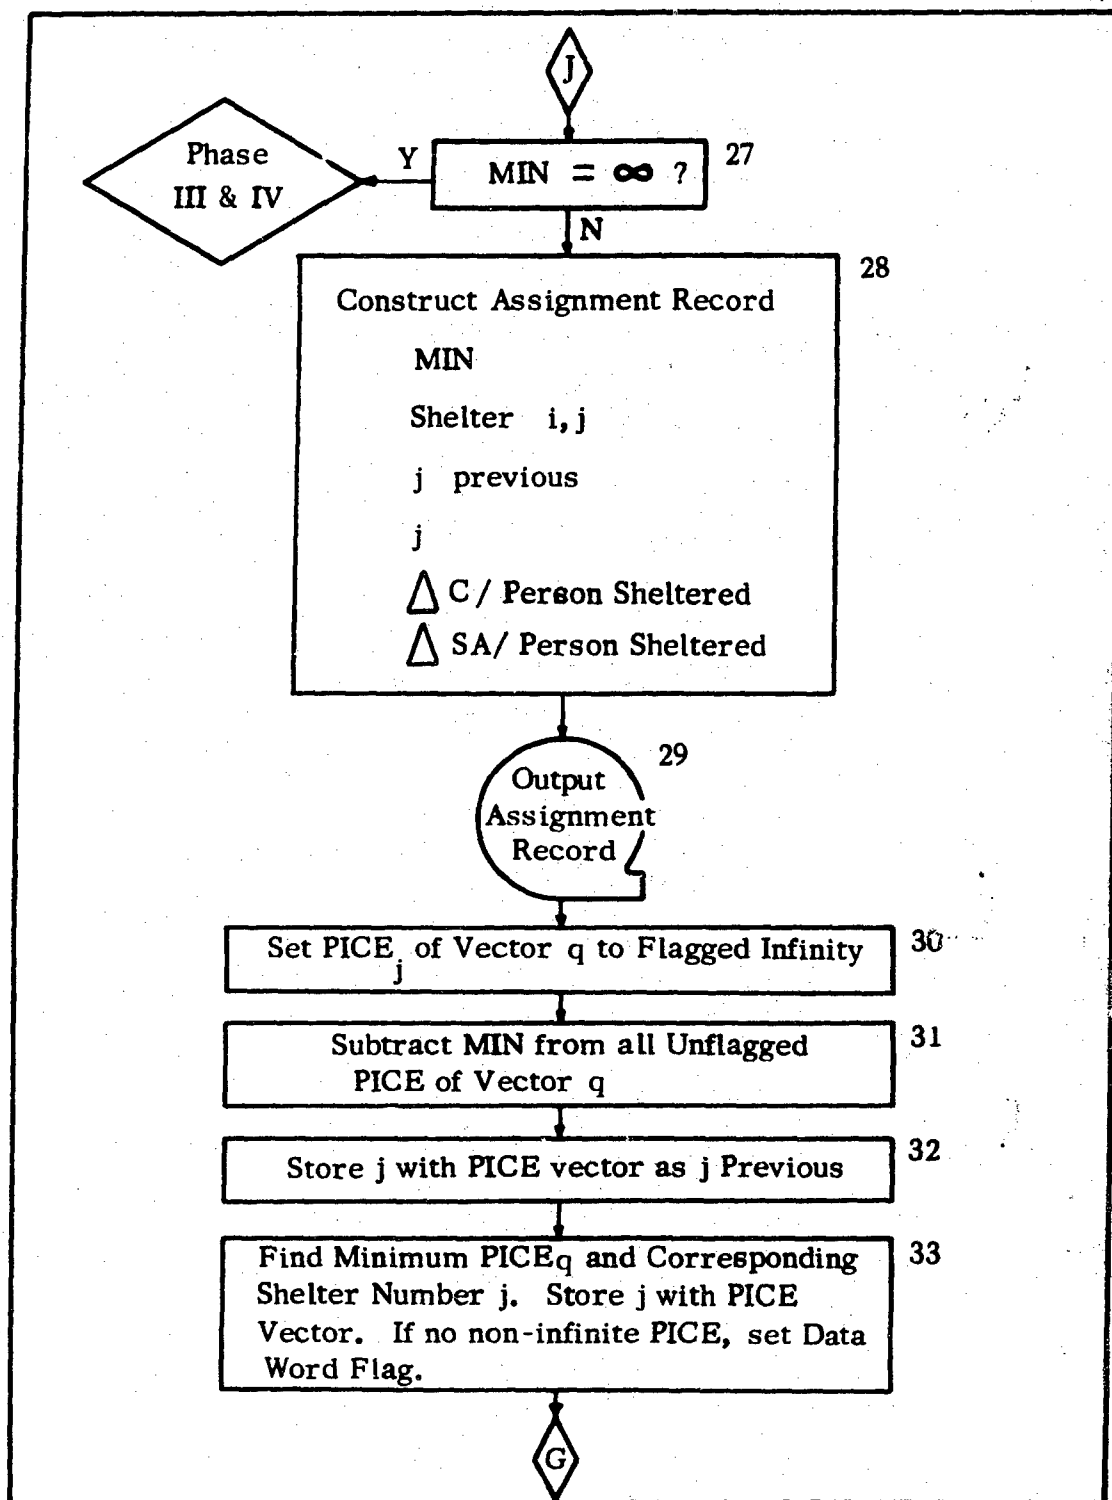 J
MIN = ∞ ?
27
Y
Phase
III & IV
N
28
Construct Assignment Record
MIN
Shelter i, j
j previous
j
Δ C / Person Sheltered
Δ SA/ Person Sheltered
29
Output
Assignment
Record
Set PICE j of Vector q to Flagged Infinity
30
Subtract MIN from all Unflagged
PICE of Vector q
31
Store j with PICE vector as j Previous
32
Find Minimum PICEq and Corresponding
Shelter Number j. Store j with PICE
Vector. If no non-infinite PICE, set Data
Word Flag.
33
G